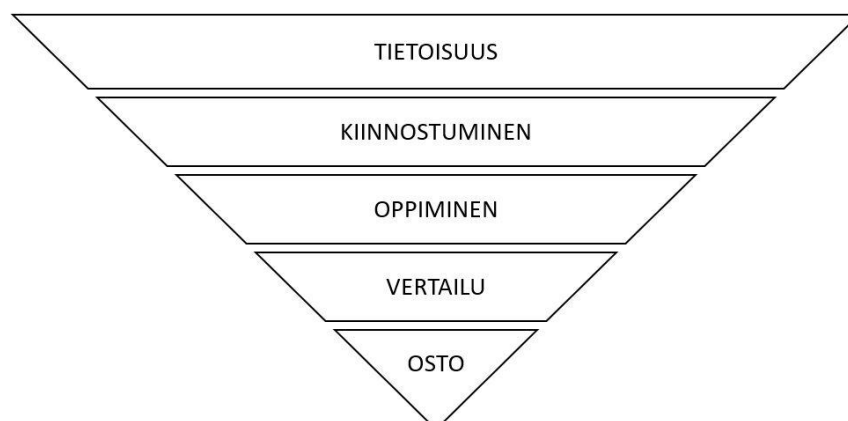 TIETOISUUS
KIINNOSTUMINEN
OPPIMINEN
VERTAILU
OSTO